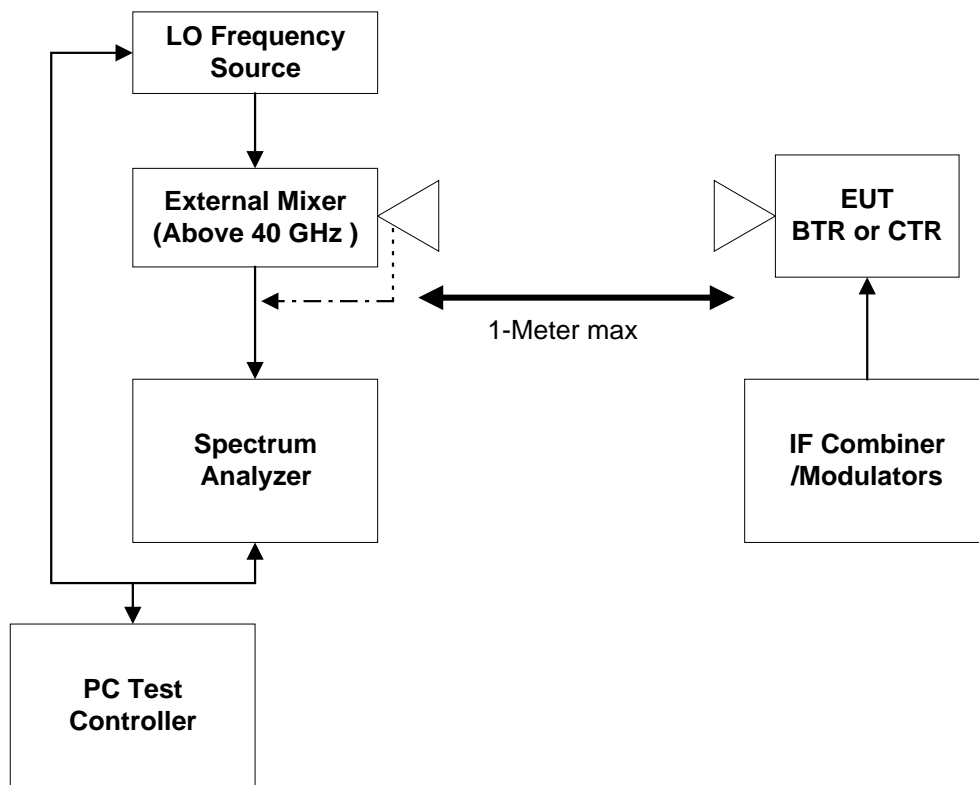 LO Frequency
Source
External Mixer
(Above 40 GHz )
EUT
BTR or CTR
1-Meter max
Spectrum
Analyzer
IF Combiner
/Modulators
PC Test
Controller